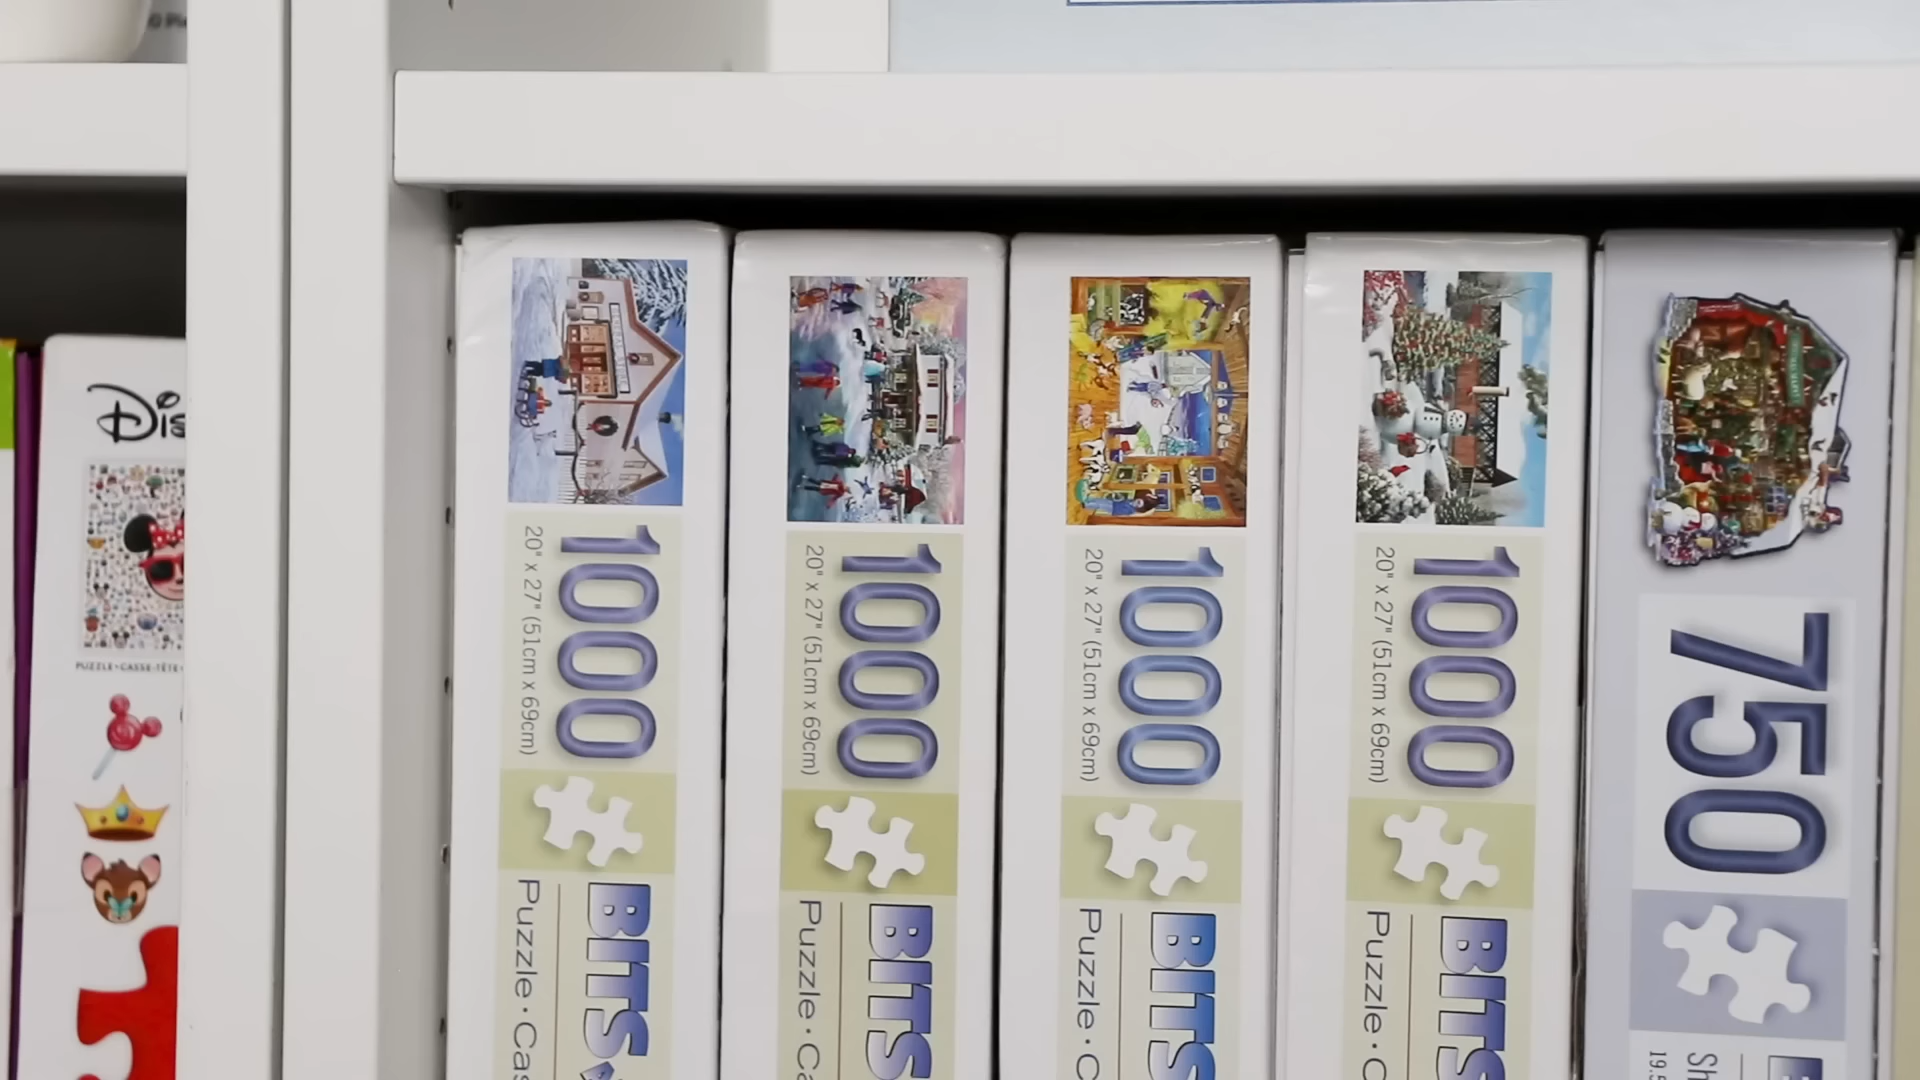 Dis
PUZZLE•CASSE-TÊTE•
1000
20" x 27" (51cm x 69cm)
BITS
Puzzle •
1000
20" x 27" (51cm x 69cm)
BITS
Puzzle •
1000
20" x 27" (51cm x 69cm)
BITS
Puzzle •
1000
20" x 27" (51cm x 69cm)
BITS
Puzzle •
750
19.5
Sh